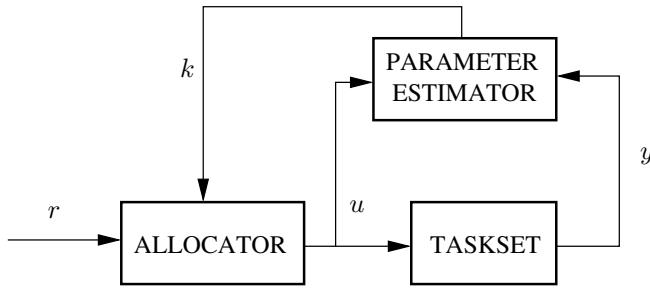 PARAMETER
ESTIMATOR
k
y
r
u
ALLOCATOR
TASKSET